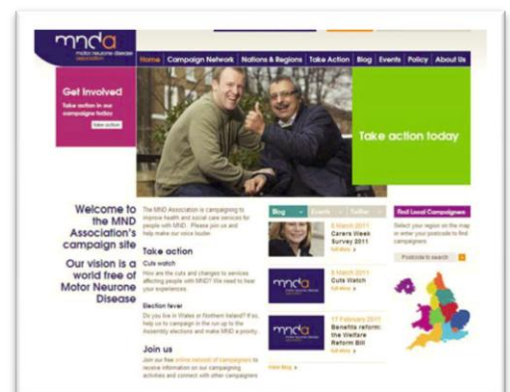 mnda
motor neurone disease
association
Home Campaign Network Nations & Regions Take Action Blog Events Policy About Us
Get Involved
Take action in our
campaigns today
take action
Take action today
Welcome to
the MND
Association's
campaign site
Our vision is a
world free of
Motor Neurone
Disease
The MND Association is campaigning to
improve health and social care services for
people with MND. Please join us and
help make our voice louder.
Take action
Cuts watch
How are the cuts and changes to services
affecting people with MND? We need to hear
your experiences.
Election fever
Do you live in Wales or Northern Ireland? If so,
help us to campaign in the run up to the
Assembly elections and make MND a priority.
Join us
Join our free online network of campaigners to
receive information on our campaigning
activities and connect with other campaigners
Blog Events Twitter
8 March 2011
Carers Week
Survey 2011
full story
mnda
8 March 2011
Cuts Watch
full story
mnda
17 February 2011
Benefits reform:
the Welfare
Reform Bill
full story
view blog
Find Local Campaigners
Select your region on the map
or enter your postcode to find
campaigners
Postcode to search